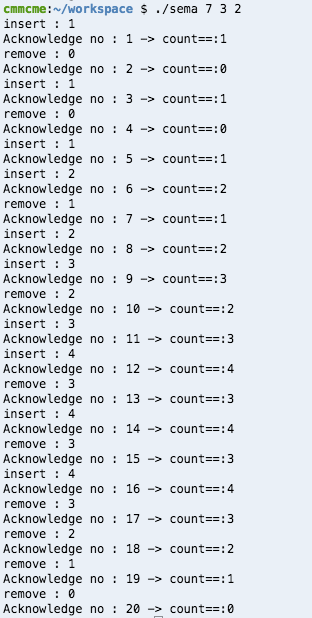 cmmcme:~/workspace $ ./sema 7 3 2
insert : 1
Acknowledge no : 1 -> count==:1
remove : 0
Acknowledge no : 2 -> count==:0
insert : 1
Acknowledge no : 3 -> count==:1
remove : 0
Acknowledge no : 4 -> count==:0
insert : 1
Acknowledge no : 5 -> count==:1
insert : 2
Acknowledge no : 6 -> count==:2
remove : 1
Acknowledge no : 7 -> count==:1
insert : 2
Acknowledge no : 8 -> count==:2
insert : 3
Acknowledge no : 9 -> count==:3
remove : 2
Acknowledge no : 10 -> count==:2
insert : 3
Acknowledge no : 11 -> count==:3
insert : 4
Acknowledge no : 12 -> count==:4
remove : 3
Acknowledge no : 13 -> count==:3
insert : 4
Acknowledge no : 14 -> count==:4
remove : 3
Acknowledge no : 15 -> count==:3
insert : 4
Acknowledge no : 16 -> count==:4
remove : 3
Acknowledge no : 17 -> count==:3
remove : 2
Acknowledge no : 18 -> count==:2
remove : 1
Acknowledge no : 19 -> count==:1
remove : 0
Acknowledge no : 20 -> count==:0